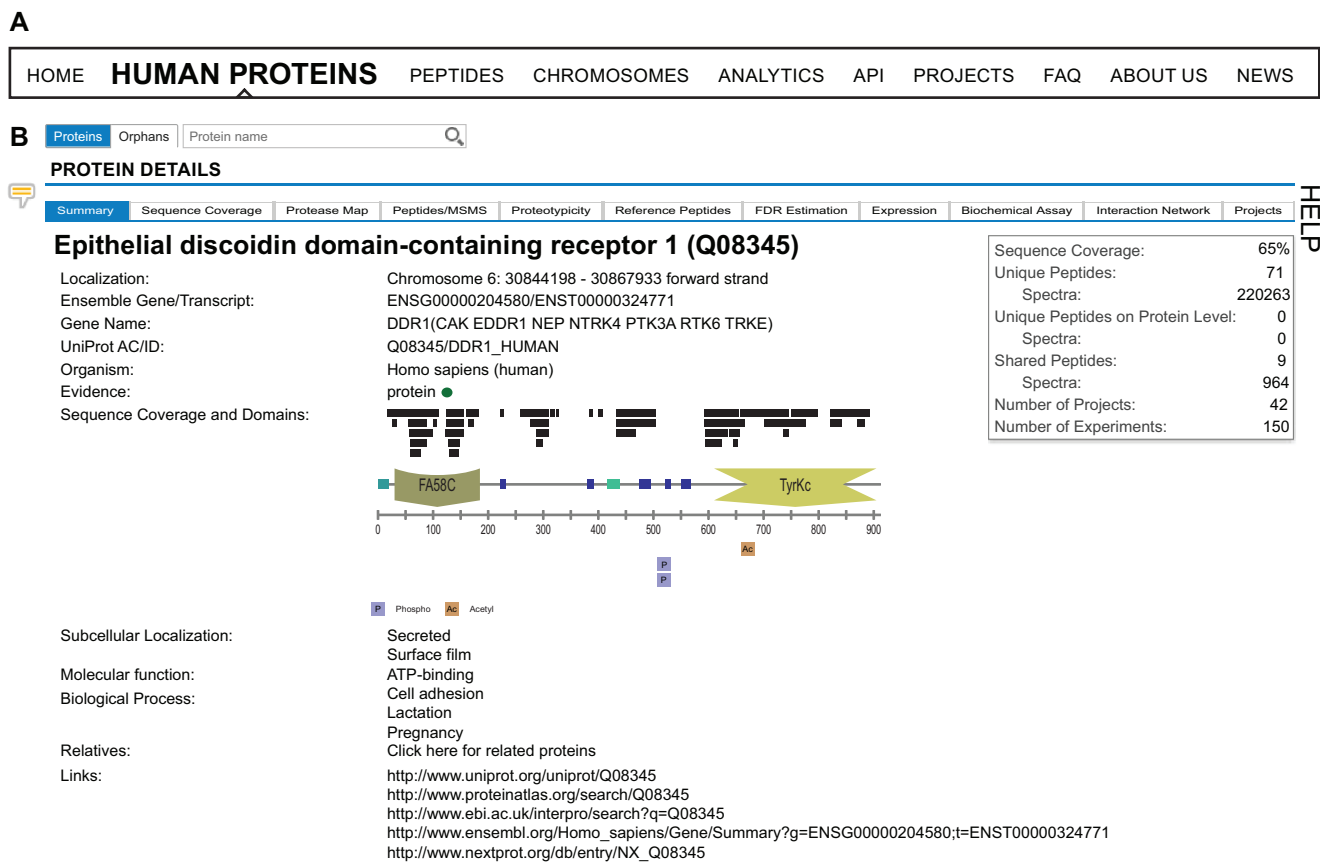 A
HOME HUMAN PROTEINS PEPTIDES CHROMOSOMES ANALYTICS API PROJECTS FAQ ABOUT US NEWS
B Proteins Orphans Protein name
PROTEIN DETAILS
HELP
Summary Sequence Coverage Protease Map Peptides/MSMS Proteotypicity Reference Peptides FDR Estimation Expression Biochemical Assay Interaction Network Projects
Epithelial discoidin domain-containing receptor 1 (Q08345)
Localization: Chromosome 6: 30844198 - 30867933 forward strand
Ensemble Gene/Transcript: ENSG00000204580/ENST00000324771
Gene Name: DDR1(CAK EDDR1 NEP NTRK4 PTK3A RTK6 TRKE)
UniProt AC/ID: Q08345/DDR1_HUMAN
Organism: Homo sapiens (human)
Evidence: protein
Sequence Coverage and Domains:
Sequence Coverage: 65%
Unique Peptides: 71
Spectra: 220263
Unique Peptides on Protein Level: 0
Spectra: 0
Shared Peptides: 9
Spectra: 964
Number of Projects: 42
Number of Experiments: 150
FA58C TyrKc
0 100 200 300 400 500 600 700 800 900
Ac
P
P
P Phospho Ac Acetyl
Subcellular Localization: Secreted
Surface film
Molecular function: ATP-binding
Biological Process: Cell adhesion
Lactation
Pregnancy
Relatives: Click here for related proteins
Links: http://www.uniprot.org/uniprot/Q08345
http://www.proteinatlas.org/search/Q08345
http://www.ebi.ac.uk/interpro/search?q=Q08345
http://www.ensembl.org/Homo_sapiens/Gene/Summary?g=ENSG00000204580;t=ENST00000324771
http://www.nextprot.org/db/entry/NX_Q08345